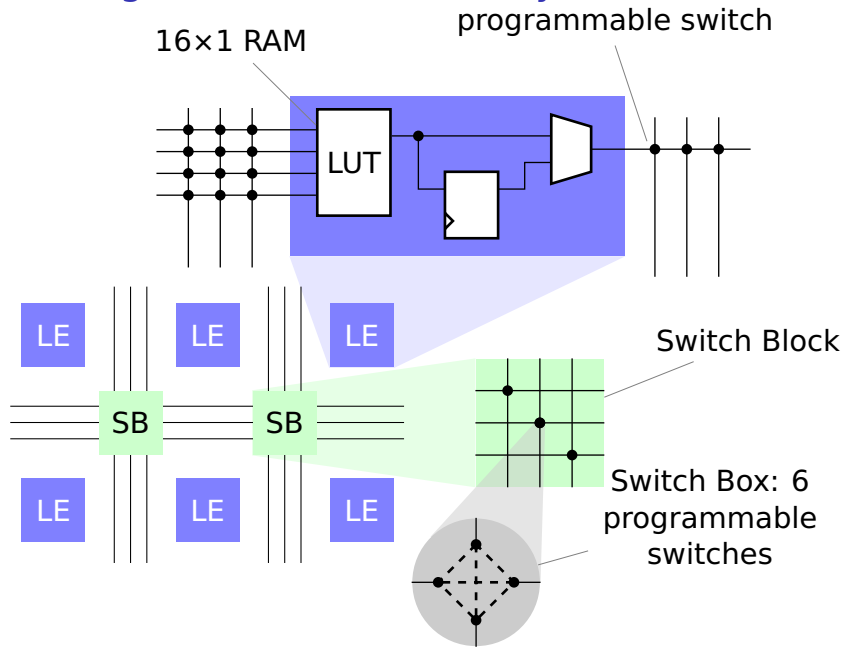 programmable switch
16×1 RAM
LUT
LE
LE
LE
Switch Block
SB
SB
LE
LE
LE
Switch Box: 6
programmable
switches